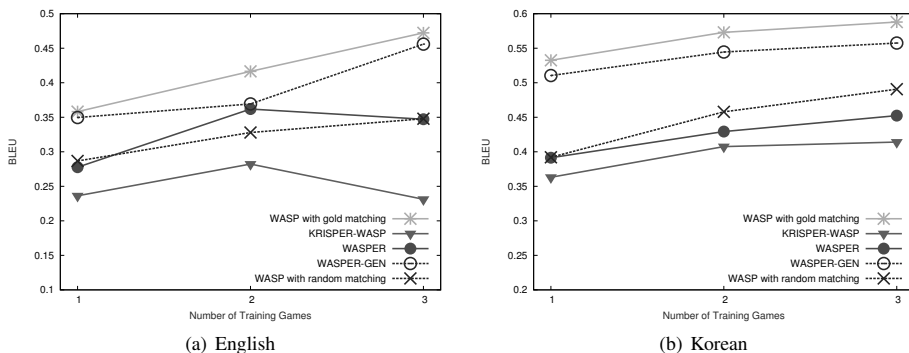 0.5
0.45
0.4
0.35
0.3
0.25
0.2
0.15
0.1
BLEU
1
2
3
Number of Training Games
WASP with gold matching
KRISPER-WASP
WASPER
WASPER-GEN
WASP with random matching
(a) English
0.6
0.55
0.5
0.45
0.4
0.35
0.3
0.25
0.2
BLEU
1
2
3
Number of Training Games
WASP with gold matching
KRISPER-WASP
WASPER
WASPER-GEN
WASP with random matching
(b) Korean